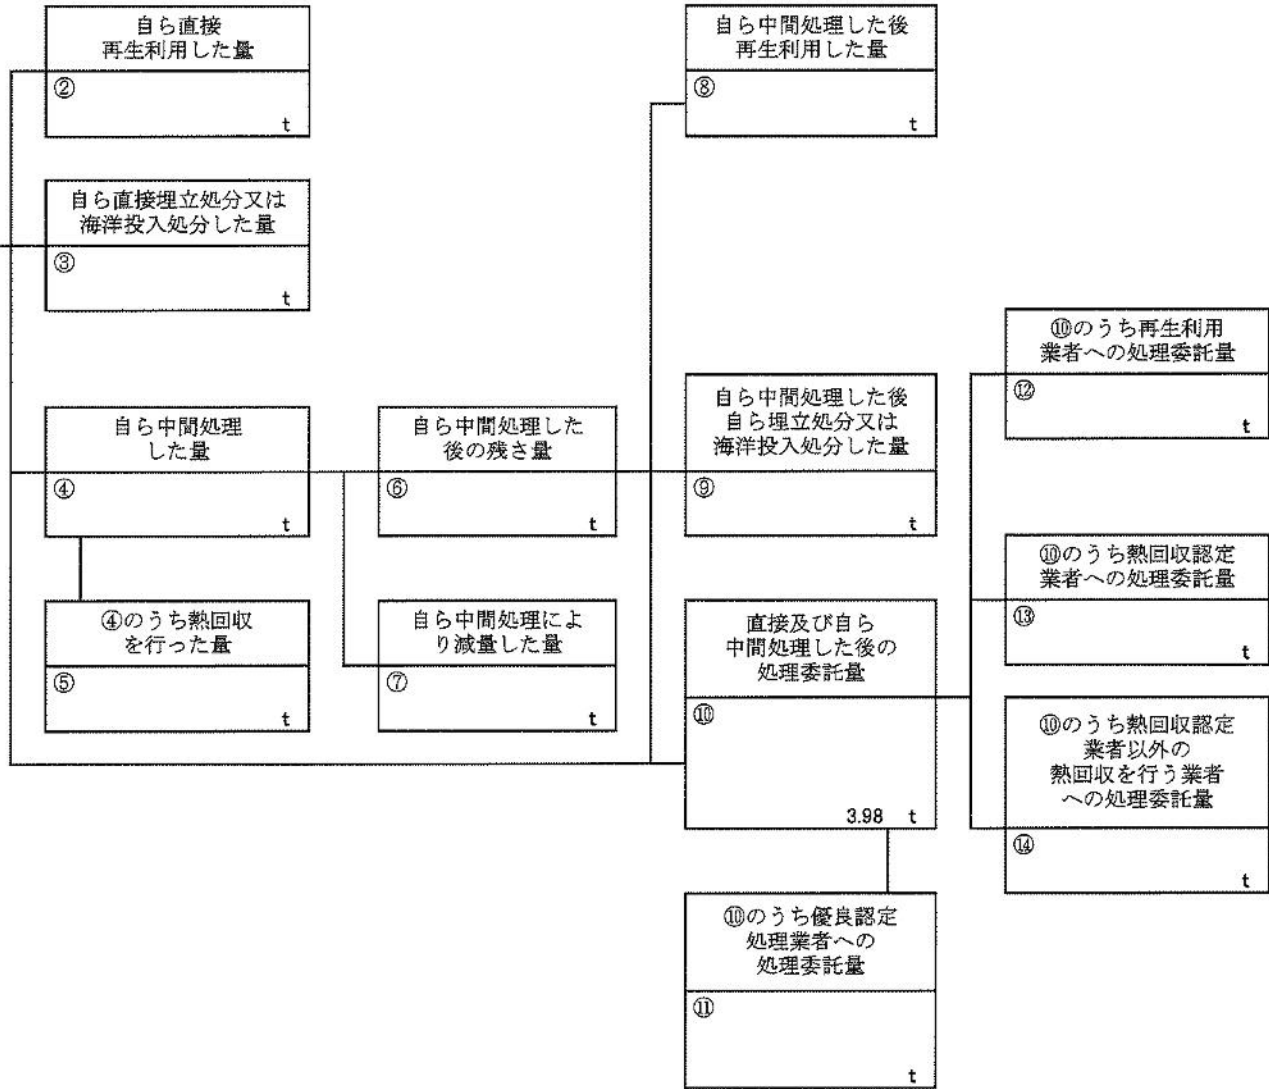 自ら直接
再生利用した量
②
t
自ら中間処理した後
再生利用した量
⑧
t
自ら直接埋立処分又は
海洋投入処分した量
③
t
⑩のうち再生利用
業者への処理委託量
⑫
t
自ら中間処理
した量
④
t
自ら中間処理した
後の残さ量
⑥
t
自ら中間処理した後
自ら埋立処分又は
海洋投入処分した量
⑨
t
⑩のうち熱回収認定
業者への処理委託量
⑬
t
④のうち熱回収
を行った量
⑤
t
自ら中間処理によ
り減量した量
⑦
t
直接及び自ら
中間処理した後の
処理委託量
⑩
3.98 t
⑩のうち熱回収認定
業者以外の
熱回収を行う業者
への処理委託量
⑭
t
⑩のうち優良認定
処理業者への
処理委託量
⑪
t